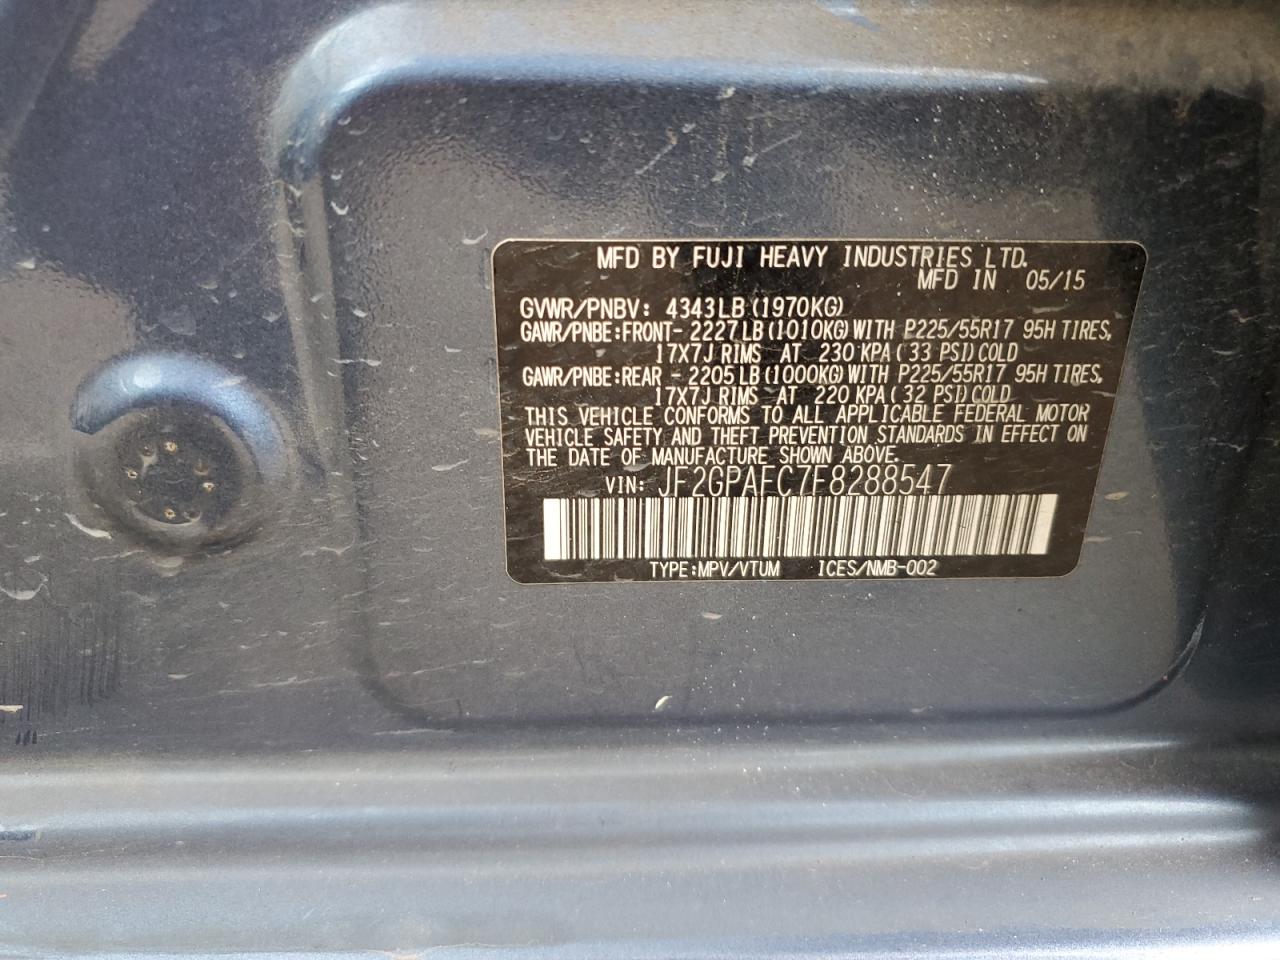 MFD BY FUJI HEAVY INDUSTRIES LTD.
MFD IN 05/15
GVWR/PNBV: 4343LB (1970KG)
GAWR/PNBE:FRONT- 2227LB (1010KG) WITH P225/55R17 95H TIRES,
17X7J RIMS AT 230 KPA ( 33 PSI) COLD
GAWR/PNBE:REAR - 2205LB (1000KG) WITH P225/55R17 95H TIRES,
17X7J RIMS AT 220 KPA ( 32 PSI) COLD
THIS VEHICLE CONFORMS TO ALL APPLICABLE FEDERAL MOTOR
VEHICLE SAFETY AND THEFT PREVENTION STANDARDS IN EFFECT ON
THE DATE OF MANUFACTURE SHOWN ABOVE.
VIN: JF2GPAEC7F8288547
TYPE:MPV/VTUM ICES/NMB-002